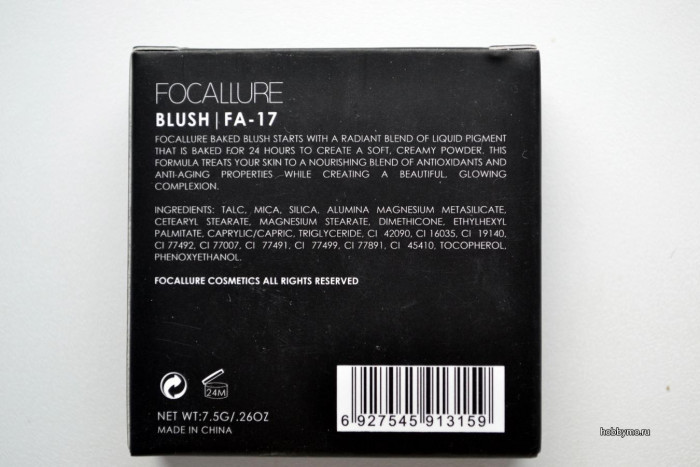 FOCALLURE
BLUSH | FA-17
FOCALLURE BAKED BLUSH STARTS WITH A RADIANT BLEND OF LIQUID PIGMENT
THAT IS BAKED FOR 24 HOURS TO CREATE A SOFT, CREAMY POWDER. THIS
FORMULA TREATS YOUR SKIN TO A NOURISHING BLEND OF ANTIOXIDANTS AND
ANTI-AGING PROPERTIES WHILE CREATING A BEAUTIFUL, GLOWING
COMPLEXION.
INGREDIENTS: TALC, MICA, SILICA, ALUMINA MAGNESIUM METASILICATE,
CETEARYL STEARATE, MAGNESIUM STEARATE, DIMETHICONE, ETHYLHEXYL
PALMITATE, CAPRYLIC/CAPRIC, TRIGLYCERIDE, CI 42090, CI 16035, CI 19140,
CI 77492, CI 77007, CI 77491, CI 77499, CI 77891, CI 45410, TOCOPHEROL,
PHENOXYETHANOL.
FOCALLURE COSMETICS ALL RIGHTS RESERVED
24M
NET WT:7.5G/.26OZ
MADE IN CHINA
6 927545 913159
hobbymo.ru